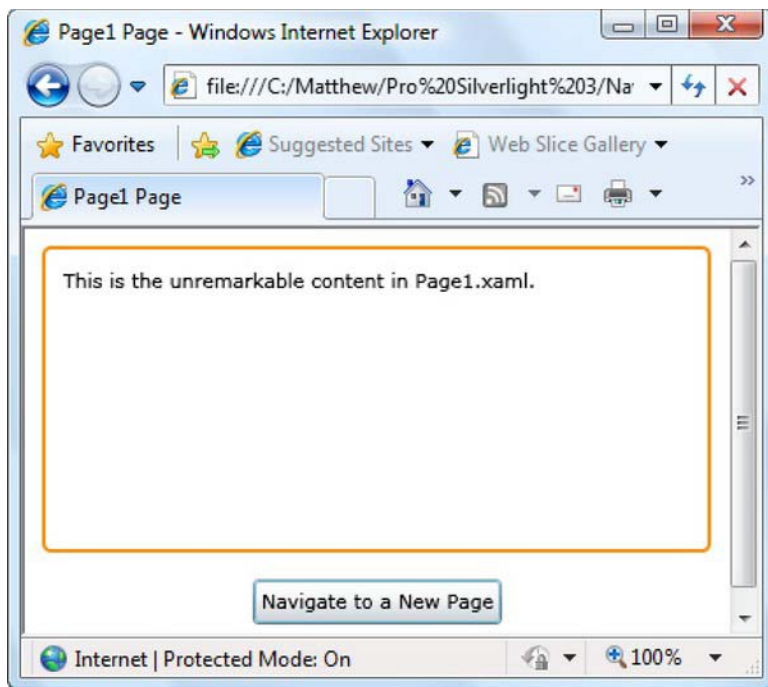 Page1 Page - Windows Internet Explorer
file:///C:/Matthew/Pro%20Silverlight%203/Na
Favorites Suggested Sites Web Slice Gallery
Page1 Page
This is the unremarkable content in Page1.xaml.
Navigate to a New Page
Internet | Protected Mode: On 100%